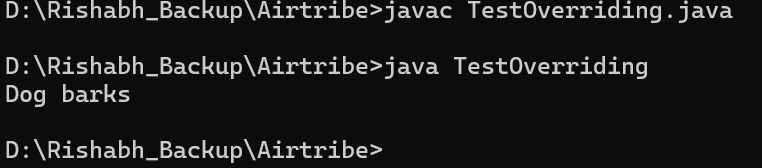 D:\Rishabh_Backup\Airtribe>javac TestOverriding.java
D:\Rishabh_Backup\Airtribe>java TestOverriding
Dog barks
D:\Rishabh_Backup\Airtribe>